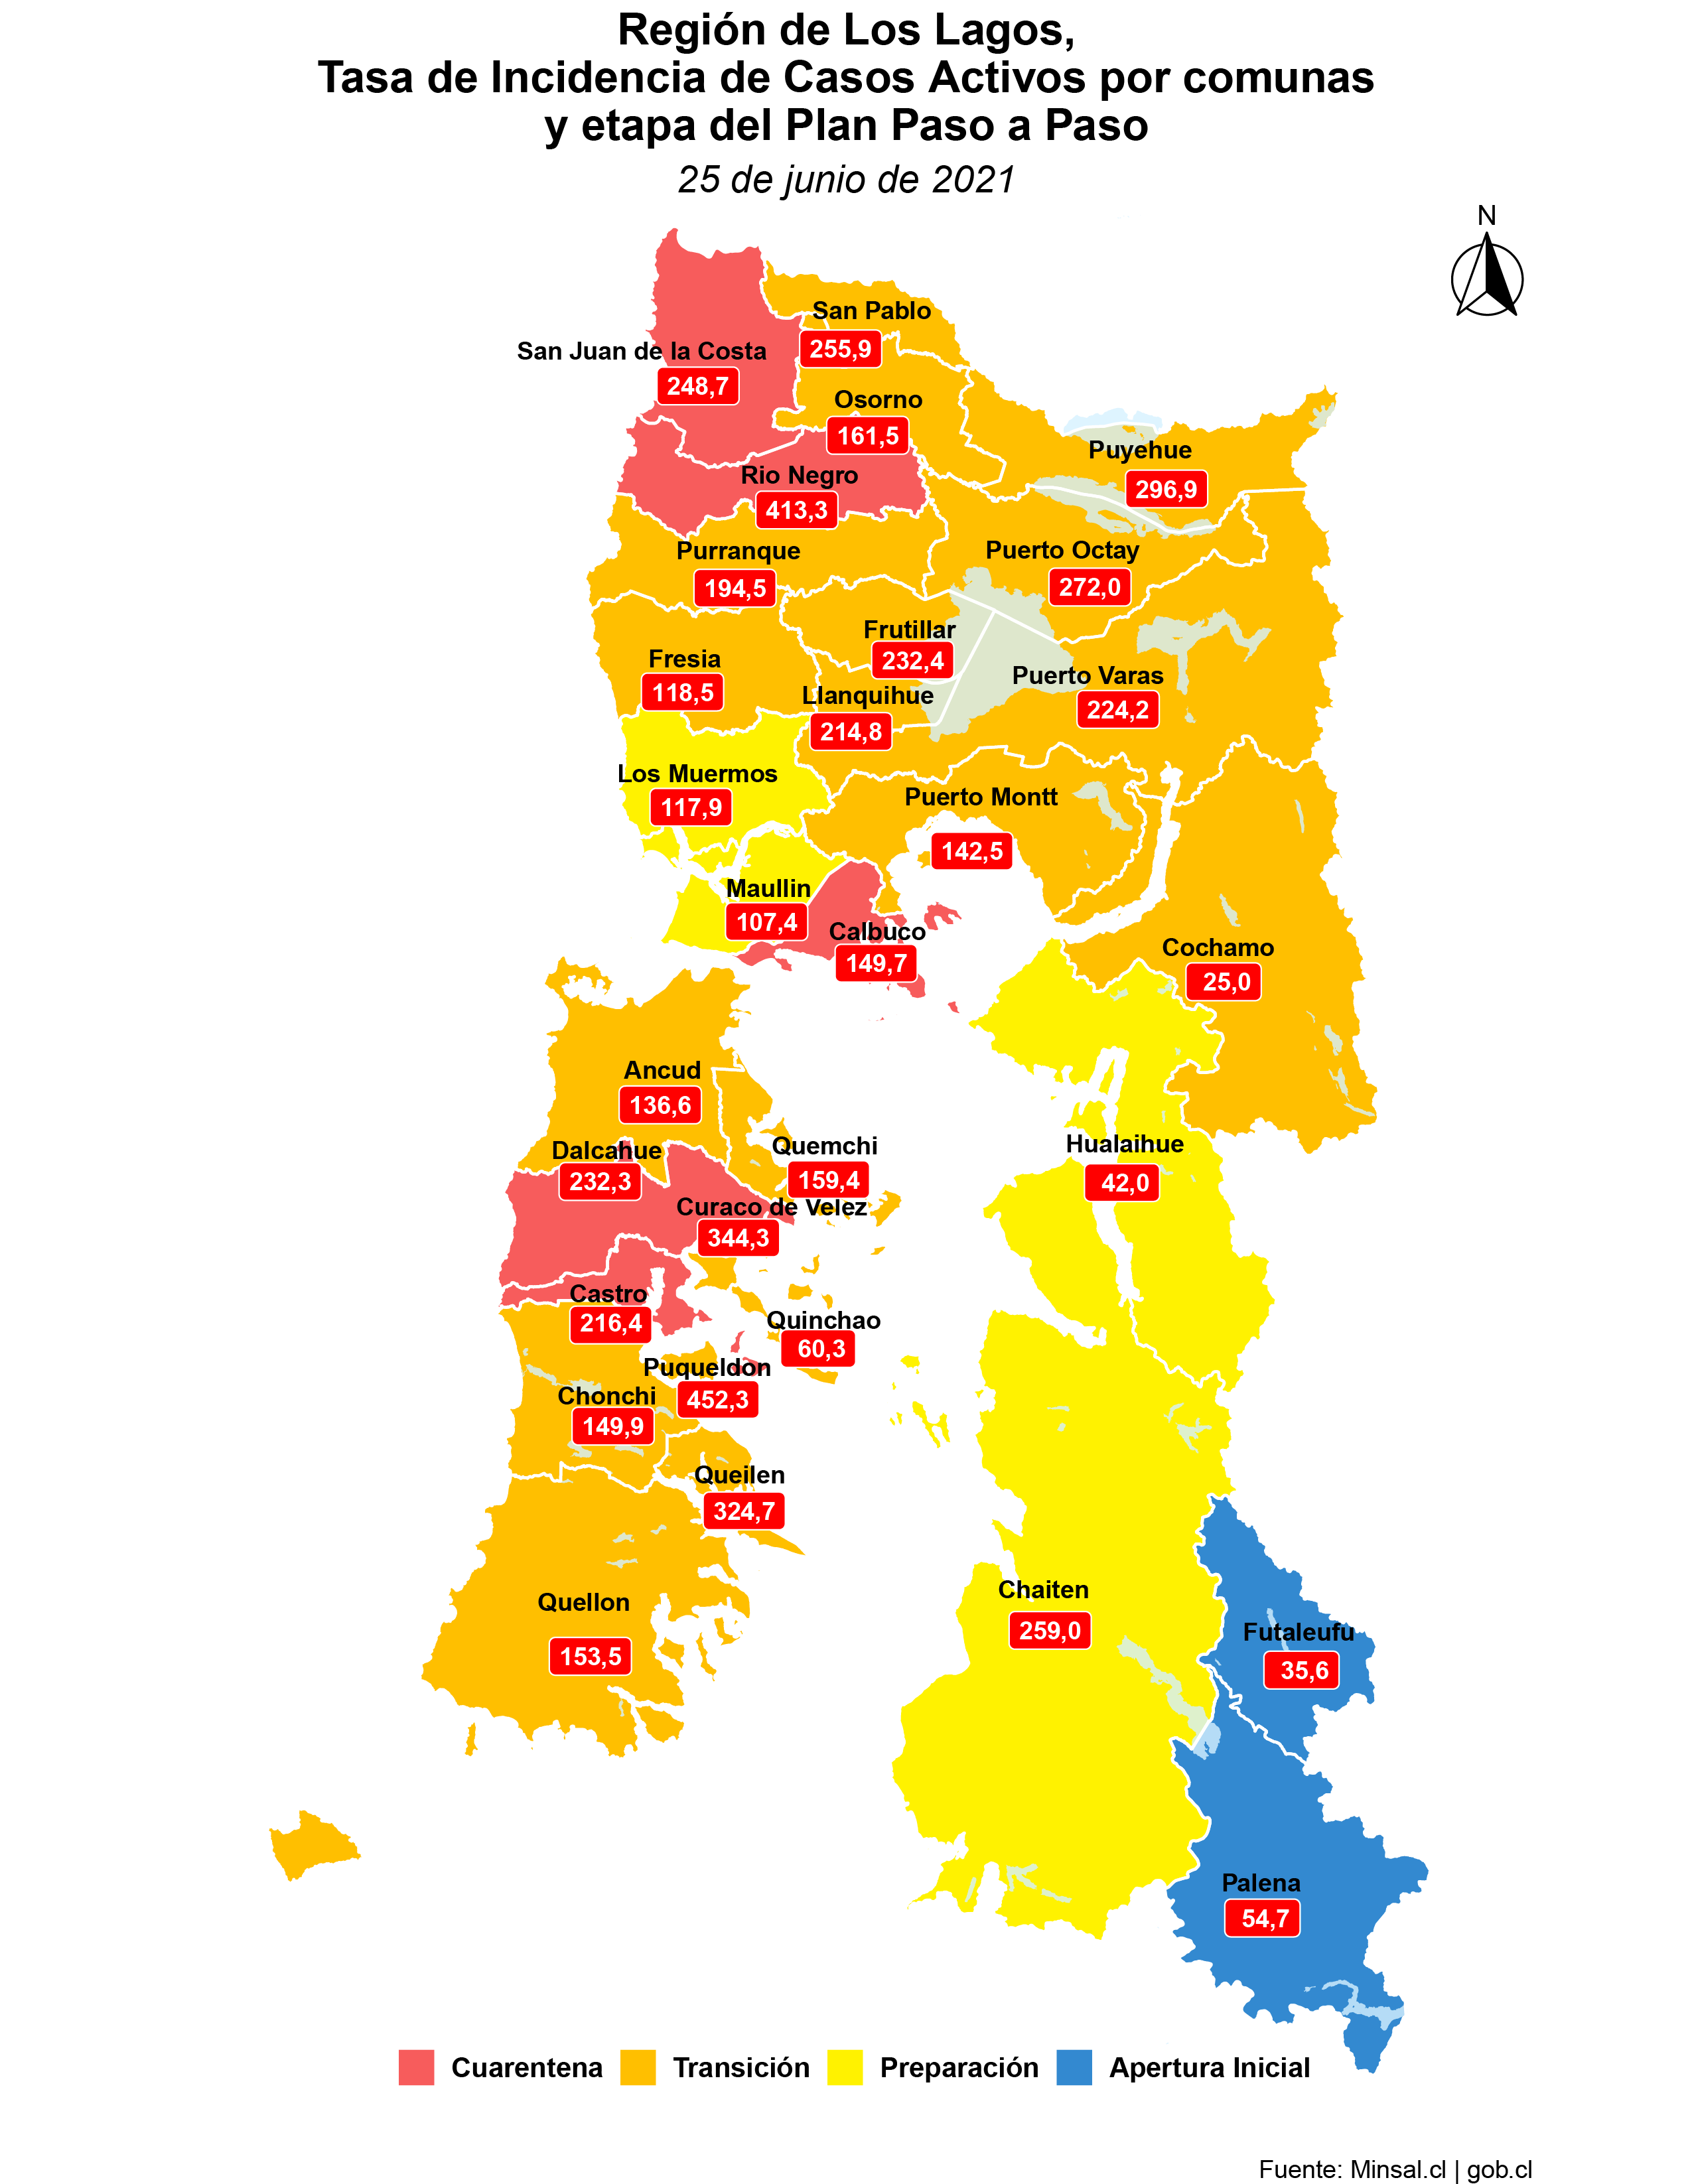 Región de Los Lagos,
Tasa de Incidencia de Casos Activos por comunas
y etapa del Plan Paso a Paso
25 de junio de 2021
N
San Pablo
255,9
San Juan de la Costa
248,7
Osorno
161,5
Puyehue
296,9
Rio Negro
413,3
Purranque
194,5
Puerto Octay
272,0
Frutillar
232,4
Fresia
118,5
Puerto Varas
224,2
Llanquihue
214,8
Los Muermos
117,9
Puerto Montt
142,5
Maullin
107,4
Calbuco
149,7
Cochamo
25,0
Ancud
136,6
Dalcahue
232,3
Quemchi
159,4
Hualaihue
42,0
Curaco de Velez
344,3
Castro
216,4
Quinchao
60,3
Puqueldon
452,3
Chonchi
149,9
Queilen
324,7
Quellon
153,5
Chaiten
259,0
Futaleufu
35,6
Palena
54,7
Cuarentena Transición Preparación Apertura Inicial
Fuente: Minsal.cl | gob.cl